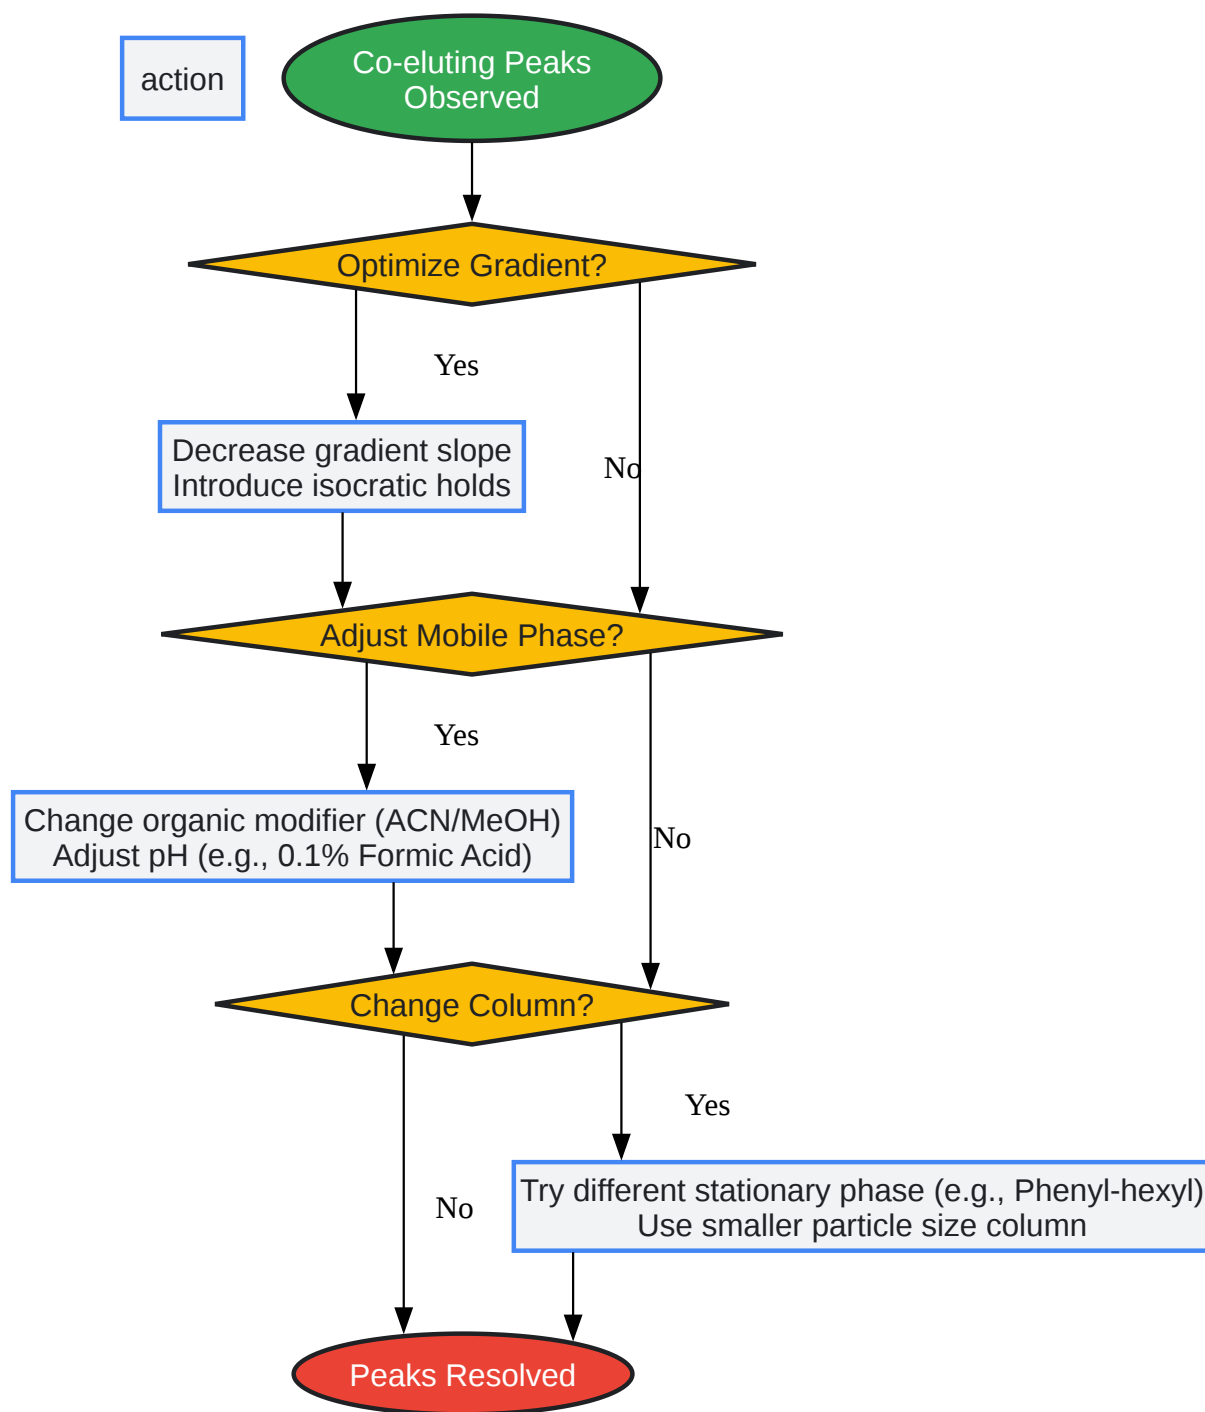 action
Co-eluting Peaks
Observed
Optimize Gradient?
Yes
Decrease gradient slope
Introduce isocratic holds
No
Adjust Mobile Phase?
Yes
Change organic modifier (ACN/MeOH)
Adjust pH (e.g., 0.1% Formic Acid)
No
Change Column?
Yes
Try different stationary phase (e.g., Phenyl-hexyl)
Use smaller particle size column
No
Peaks Resolved